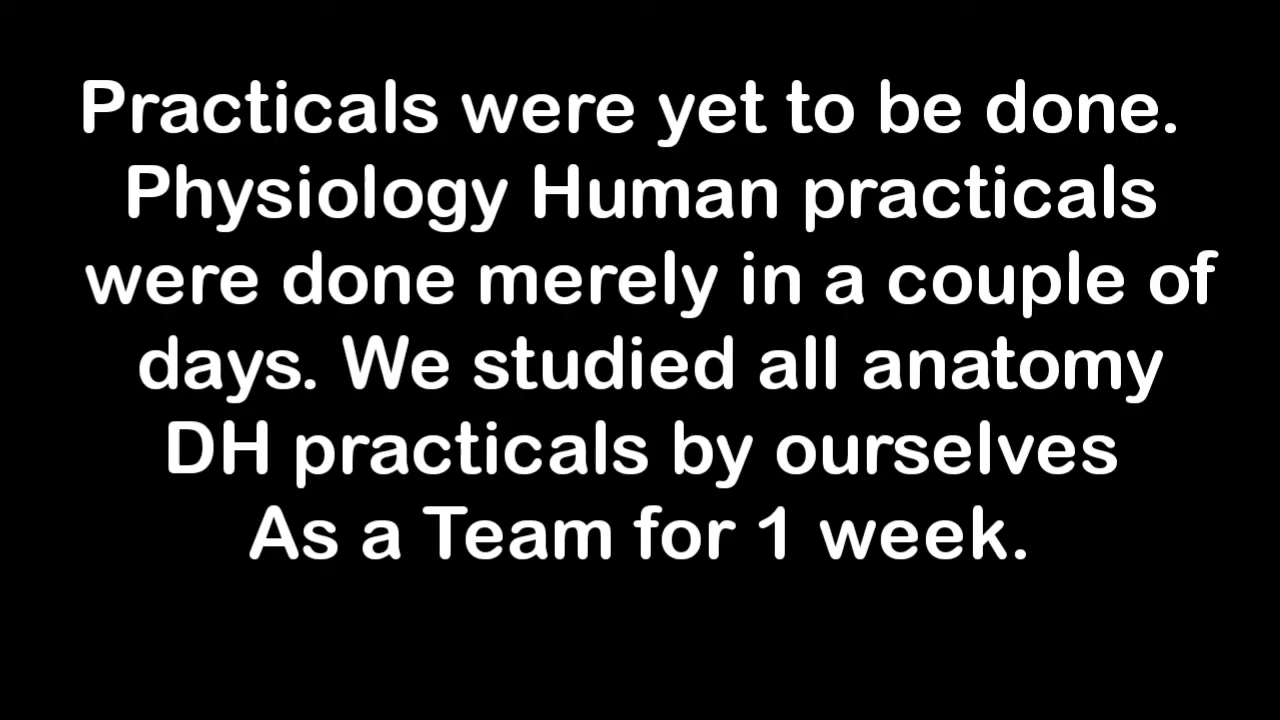 Practicals were yet to be done.
Physiology Human practicals
were done merely in a couple of
days. We studied all anatomy
DH practicals by ourselves
As a Team for 1 week.